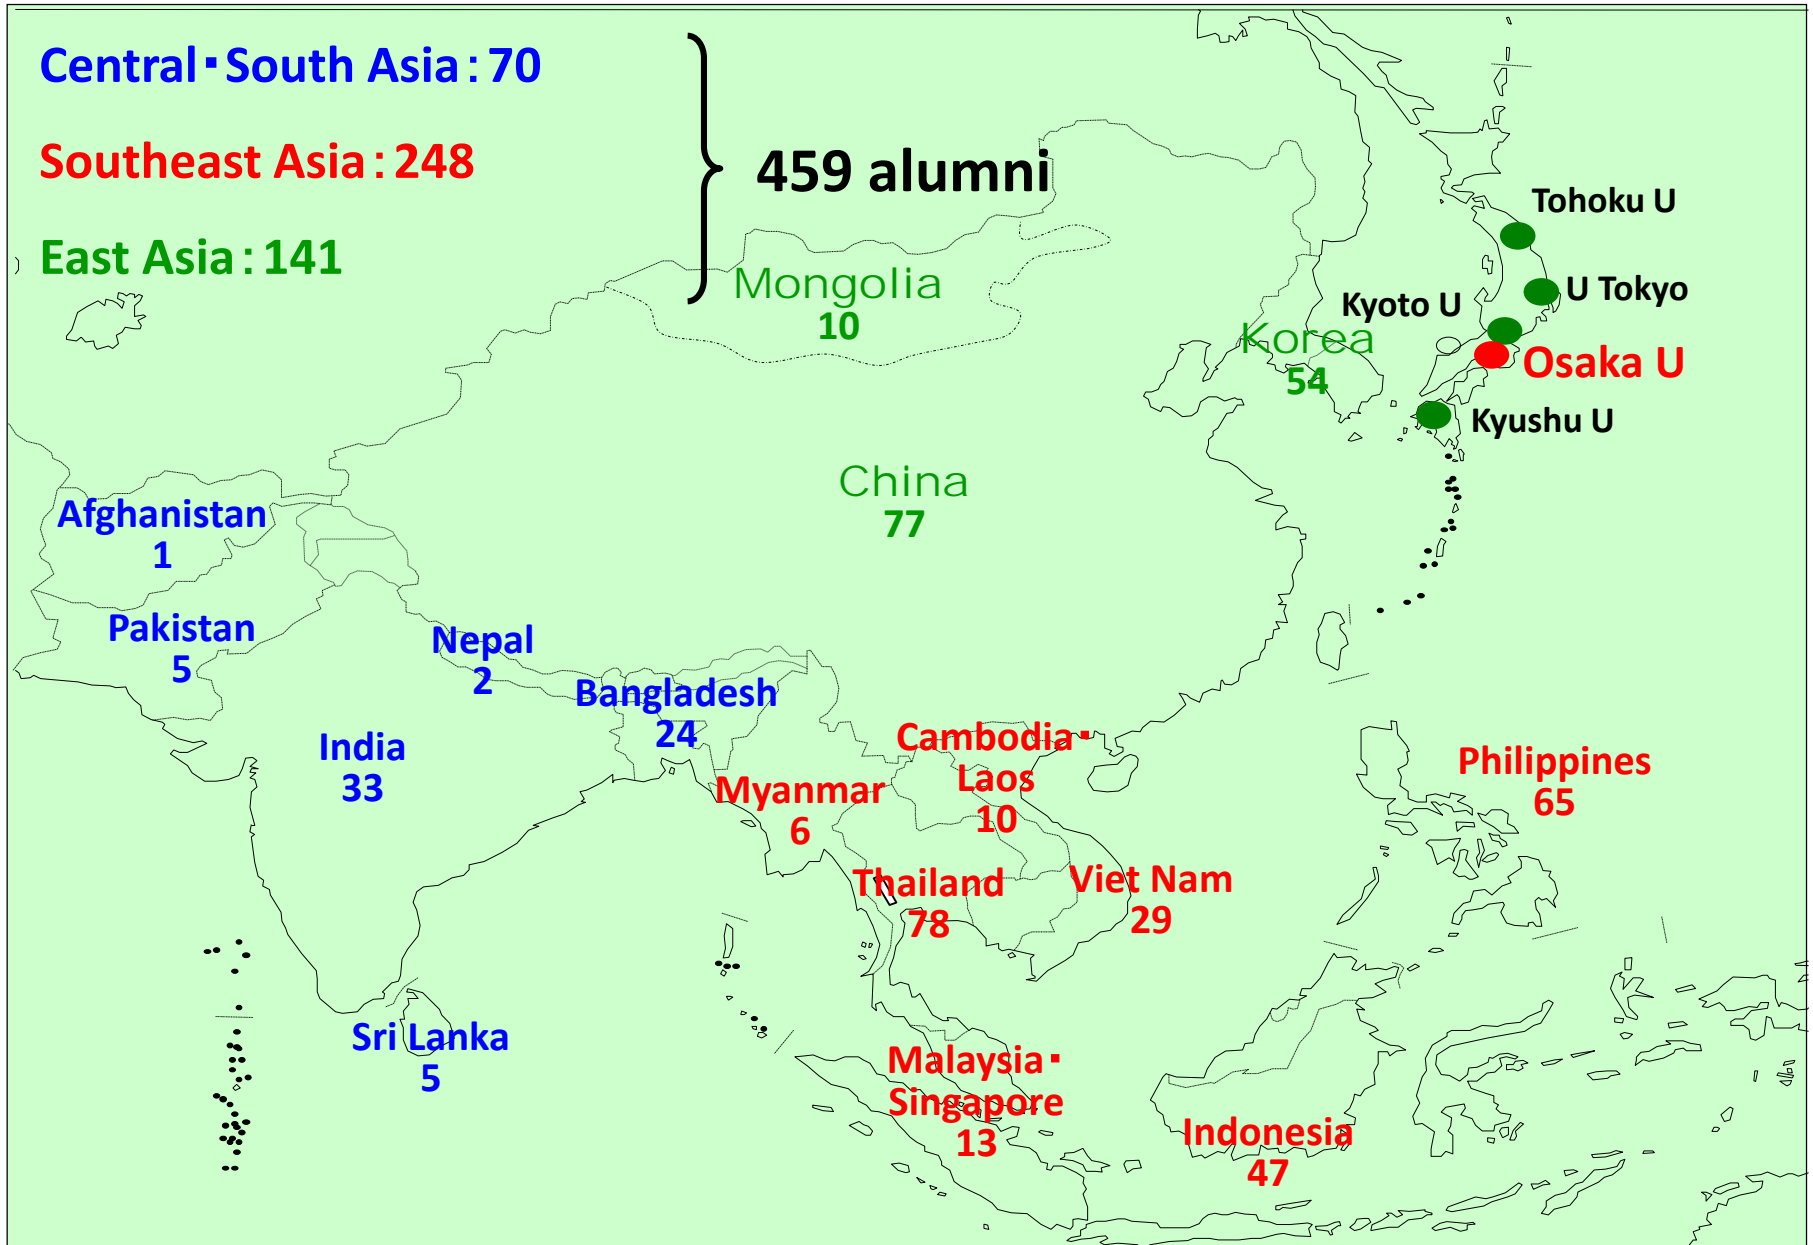 Central･South Asia：70
Southeast Asia：248
East Asia：141
459 alumni
Tohoku U
U Tokyo
Kyoto U
Osaka U
Kyushu U
Mongolia
10
Korea
54
China
77
Afghanistan
1
Pakistan
5
Nepal
2
Bangladesh
24
India
33
Sri Lanka
5
Myanmar
6
Cambodia･
Laos
10
Thailand
78
Viet Nam
29
Philippines
65
Malaysia･
Singapore
13
Indonesia
47